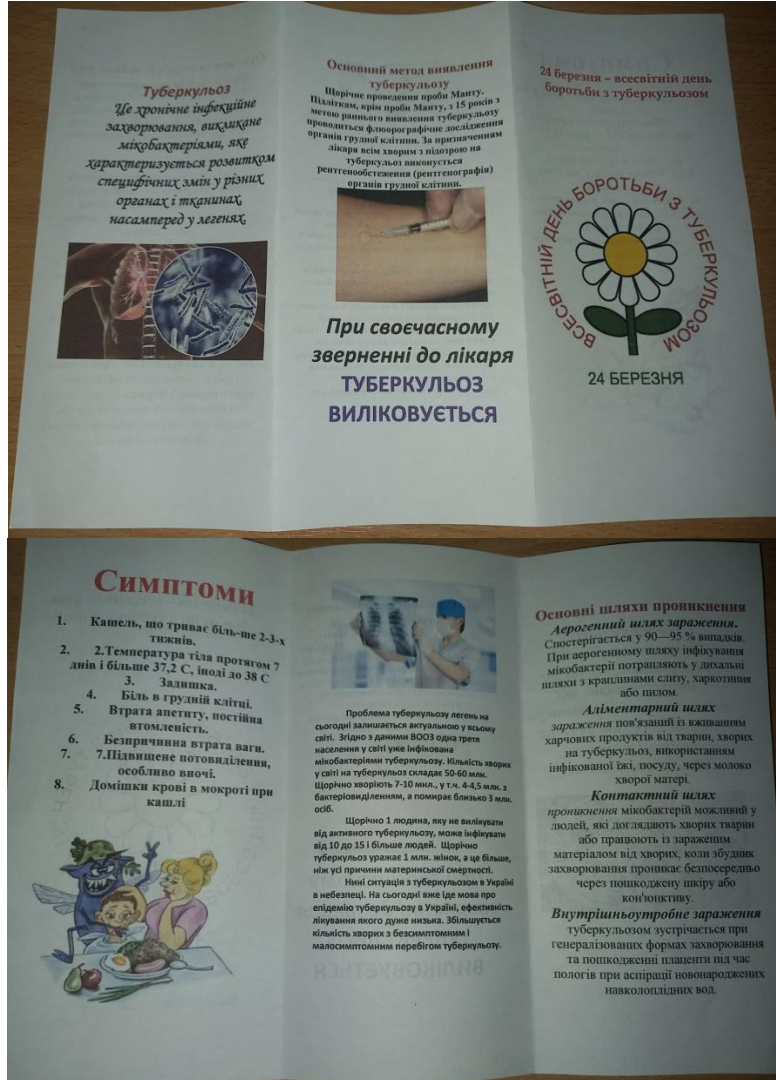 Туберкульоз
Це хронічне інфекційне
захворювання, викликане
мікобактеріями, яке
характеризується розвитком
специфічних змін у різних
органах і тканинах,
насамперед у легенях.
Основний метод виявлення
туберкульозу
Щорічне проведення проби Манту.
Підліткам, крім проби Манту, з 15 років з
метою раннього виявлення туберкульозу
проводиться флюорографічне дослідження
органів грудної клітини. За призначенням
лікаря всім хворим з підозрою на
туберкульоз виконується
рентгенообстеження (рентгенографія)
органів грудної клітини.
При своєчасному
зверненні до лікаря
ТУБЕРКУЛЬОЗ
ВИЛІКОВУЄТЬСЯ
24 березня – всесвітній день
боротьби з туберкульозом
ВСЕСВІТНІЙ ДЕНЬ БОРОТЬБИ З ТУБЕРКУЛЬОЗОМ
24 БЕРЕЗНЯ
Симптоми
1. Кашель, що триває біль-ше 2-3-х
тижнів.
2. 2.Температура тіла протягом 7
днів і більше 37,2 С, іноді до 38 С
3. Задишка.
4. Біль в грудній клітці.
5. Втрата апетиту, постійна
втомленість.
6. Безпричинна втрата ваги.
7. 7.Підвищене потовиділення,
особливо вночі.
8. Домішки крові в мокроті при
кашлі
Проблема туберкульозу легень на
сьогодні залишається актуальною у всьому
світі. Згідно з даними ВООЗ одна третя
населення у світі уже інфікована
мікобактеріями туберкульозу. Кількість хворих
у світі на туберкульоз складає 50-60 млн.
Щорічно хворіють 7-10 мнл., у т.ч. 4-4,5 млн. з
бактеріовиділенням, а помирає близько 3 млн.
осіб.
Щорічно 1 людина, яку не вилікувати
від активного туберкульозу, може інфікувати
від 10 до 15 і більше людей. Щорічно
туберкульоз уражає 1 млн. жінок, а це більше,
ніж усі причини материнської смертності.
Нині ситуація з туберкульозом в Україні
в небезпеці. На сьогодні вже іде мова про
епідемію туберкульозу в Україні, ефективність
лікування якого дуже низька. Збільшується
кількість хворих з безсимптомним і
малосимптомним перебігом туберкульозу.
Основні шляхи проникнення
Аерогенний шлях зараження.
Спостерігається у 90—95 % випадків.
При аерогенному шляху інфікування
мікобактерії потрапляють у дихальні
шляхи з краплинами слизу, харкотиння
або пилом.
Аліментарний шлях
зараження пов'язаний із вживанням
харчових продуктів від тварин, хворих
на туберкульоз, використанням
інфікованої їжі, посуду, через молоко
хворої матері.
Контактний шлях
проникнення мікобактерій можливий у
людей, які доглядають хворих тварин
або працюють із зараженим
матеріалом від хворих, коли збудник
захворювання проникає безпосередньо
через пошкоджену шкіру або
кон'юнктиву.
Внутрішньоутробне зараження
туберкульозом зустрічається при
генералізованих формах захворювання
та пошкодженні плаценти під час
пологів при аспірації новонароджених
навколоплідних вод.